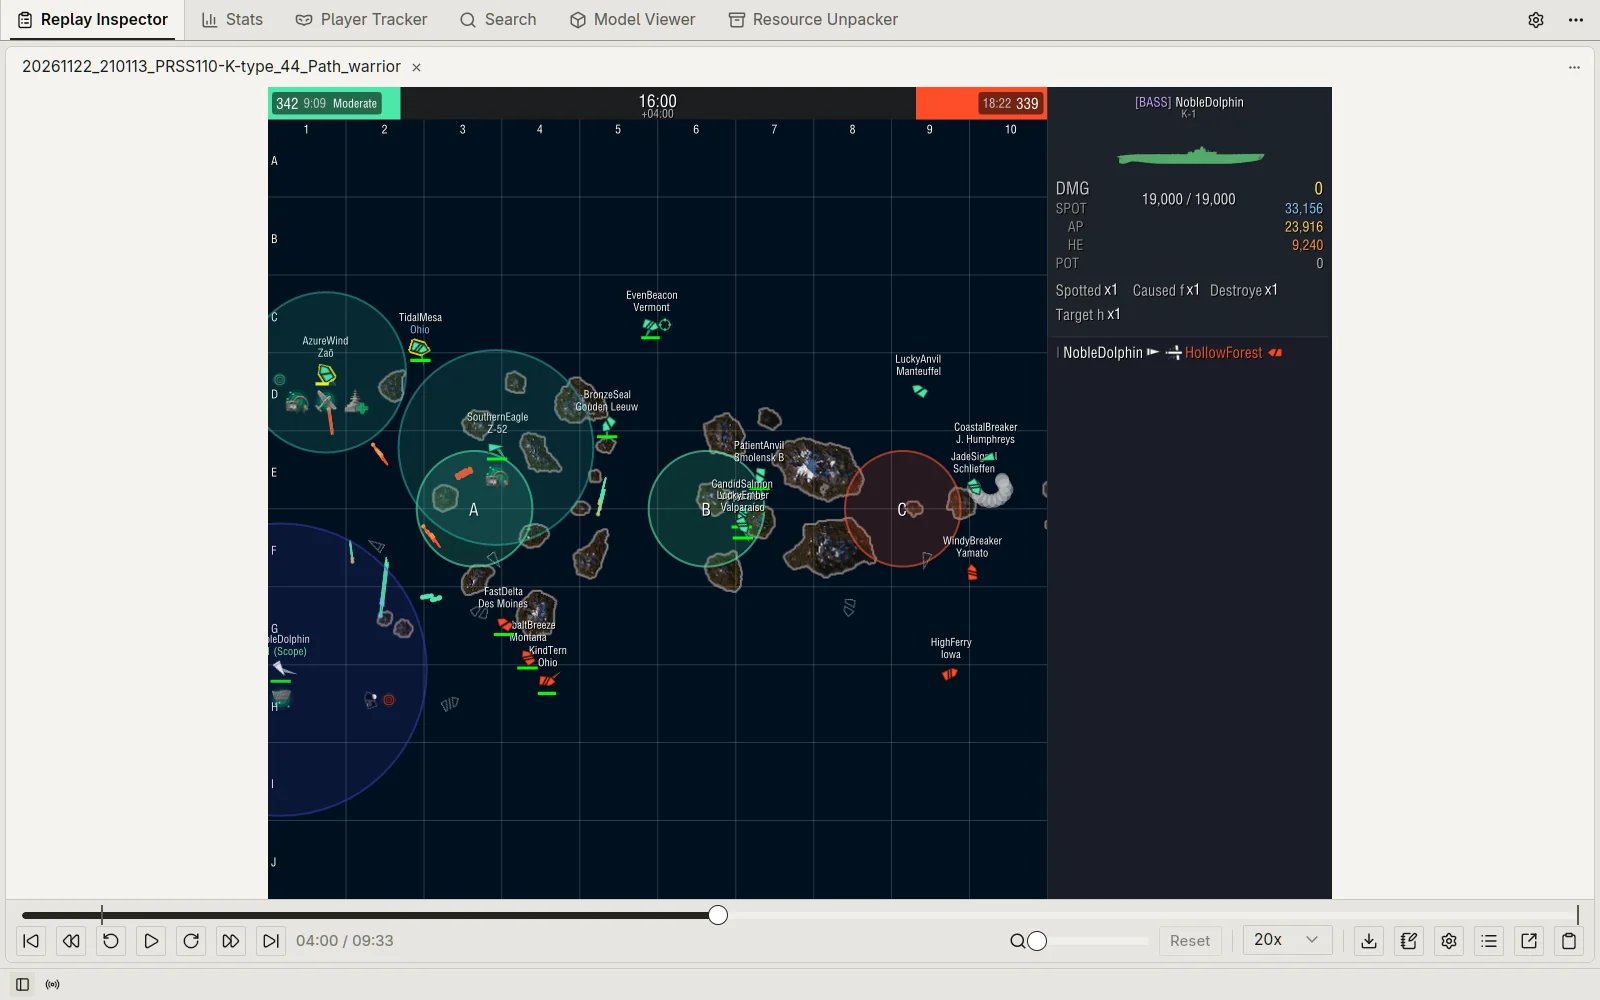 Replay Inspector
Stats
Player Tracker
Search
Model Viewer
Resource Unpacker
20261122_210113_PRSS110-K-type_44_Path_warrior
342 9:09 Moderate
16:00
+04:00
18:22 339
1 2 3 4 5 6 7 8 9 10
A
B
C
D
E
F
G
H
I
J
EvenBeacon
Vermont
TidalMesa
Ohio
AzureWind
Zaō
LuckyAnvil
Manteuffel
BronzeSeal
Gouden Leeuw
SouthernEagle
Z-52
CoastalBreaker
J. Humphreys
PatientAnvil
Smolensk B
JadeSignal
Schlieffen
CandidSalmon
LuckyEmber
Valparaiso
A
B
C
WindyBreaker
Yamato
FastDelta
Des Moines
altBreeze
Montana
KindTern
Ohio
HighFerry
Iowa
bleDolphin
(Scope)
[BASS] NobleDolphin
K-1
DMG 0
19,000 / 19,000
SPOT 33,156
AP 23,916
HE 9,240
POT 0
Spotted x1 Caused f x1 Destroye x1
Target h x1
NobleDolphin HollowForest
04:00 / 09:33
Reset
20x